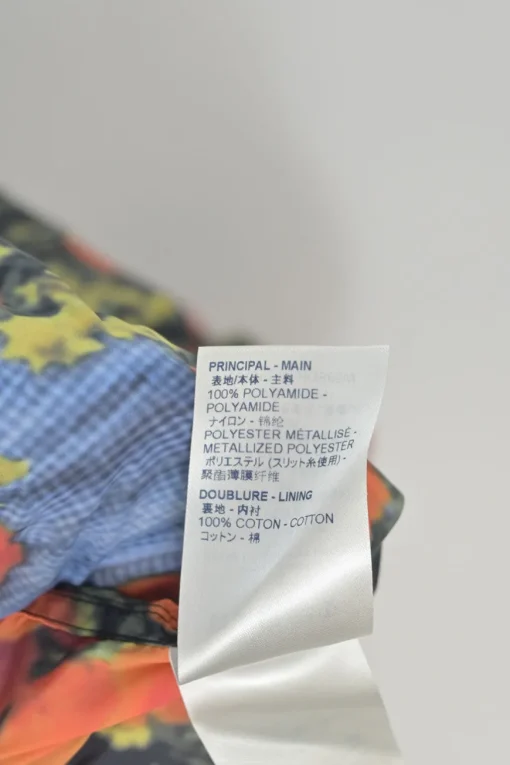 PRINCIPAL - MAIN
表地/本体 - 主料
100% POLYAMIDE -
POLYAMIDE
ナイロン - 锦纶
POLYESTER MÉTALLISÉ -
METALLIZED POLYESTER
ポリエステル (スリット糸使用) -
聚酯薄膜纤维
DOUBLURE - LINING
裏地 - 内衬
100% COTON - COTTON
コットン - 棉